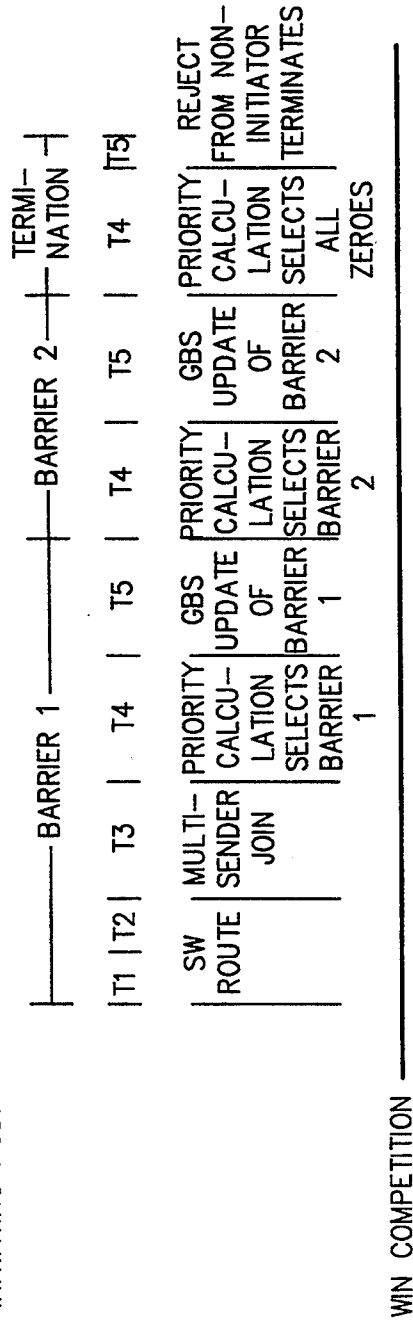 BARRIER 1
BARRIER 2
TERMI-
NATION
T1 | T2 | T3 | T4 | T5 | T4 | T5 | T4 |T5|
SW
ROUTE
MULTI-
SENDER
JOIN
PRIORITY
CALCU-
LATION
SELECTS
BARRIER
1
GBS
UPDATE
OF
BARRIER
1
PRIORITY
CALCU-
LATION
SELECTS
BARRIER
2
GBS
UPDATE
OF
BARRIER
2
PRIORITY
CALCU-
LATION
SELECTS
ALL
ZEROES
REJECT
FROM NON-
INITIATOR
TERMINATES
WIN COMPETITION